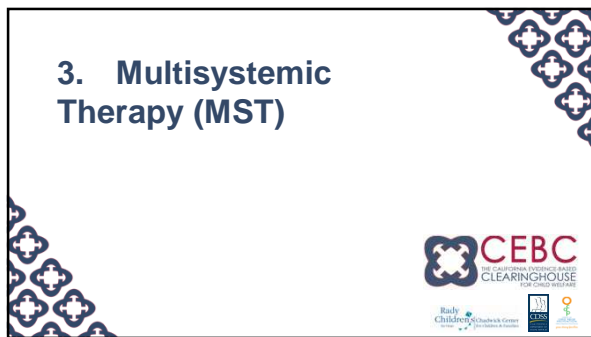 3. Multisystemic
Therapy (MST)
CEBC
THE CALIFORNIA EVIDENCE-BASED
CLEARINGHOUSE
FOR CHILD WELFARE
Rady
Children's
Chadwick Center
for Children & Families
CDSS